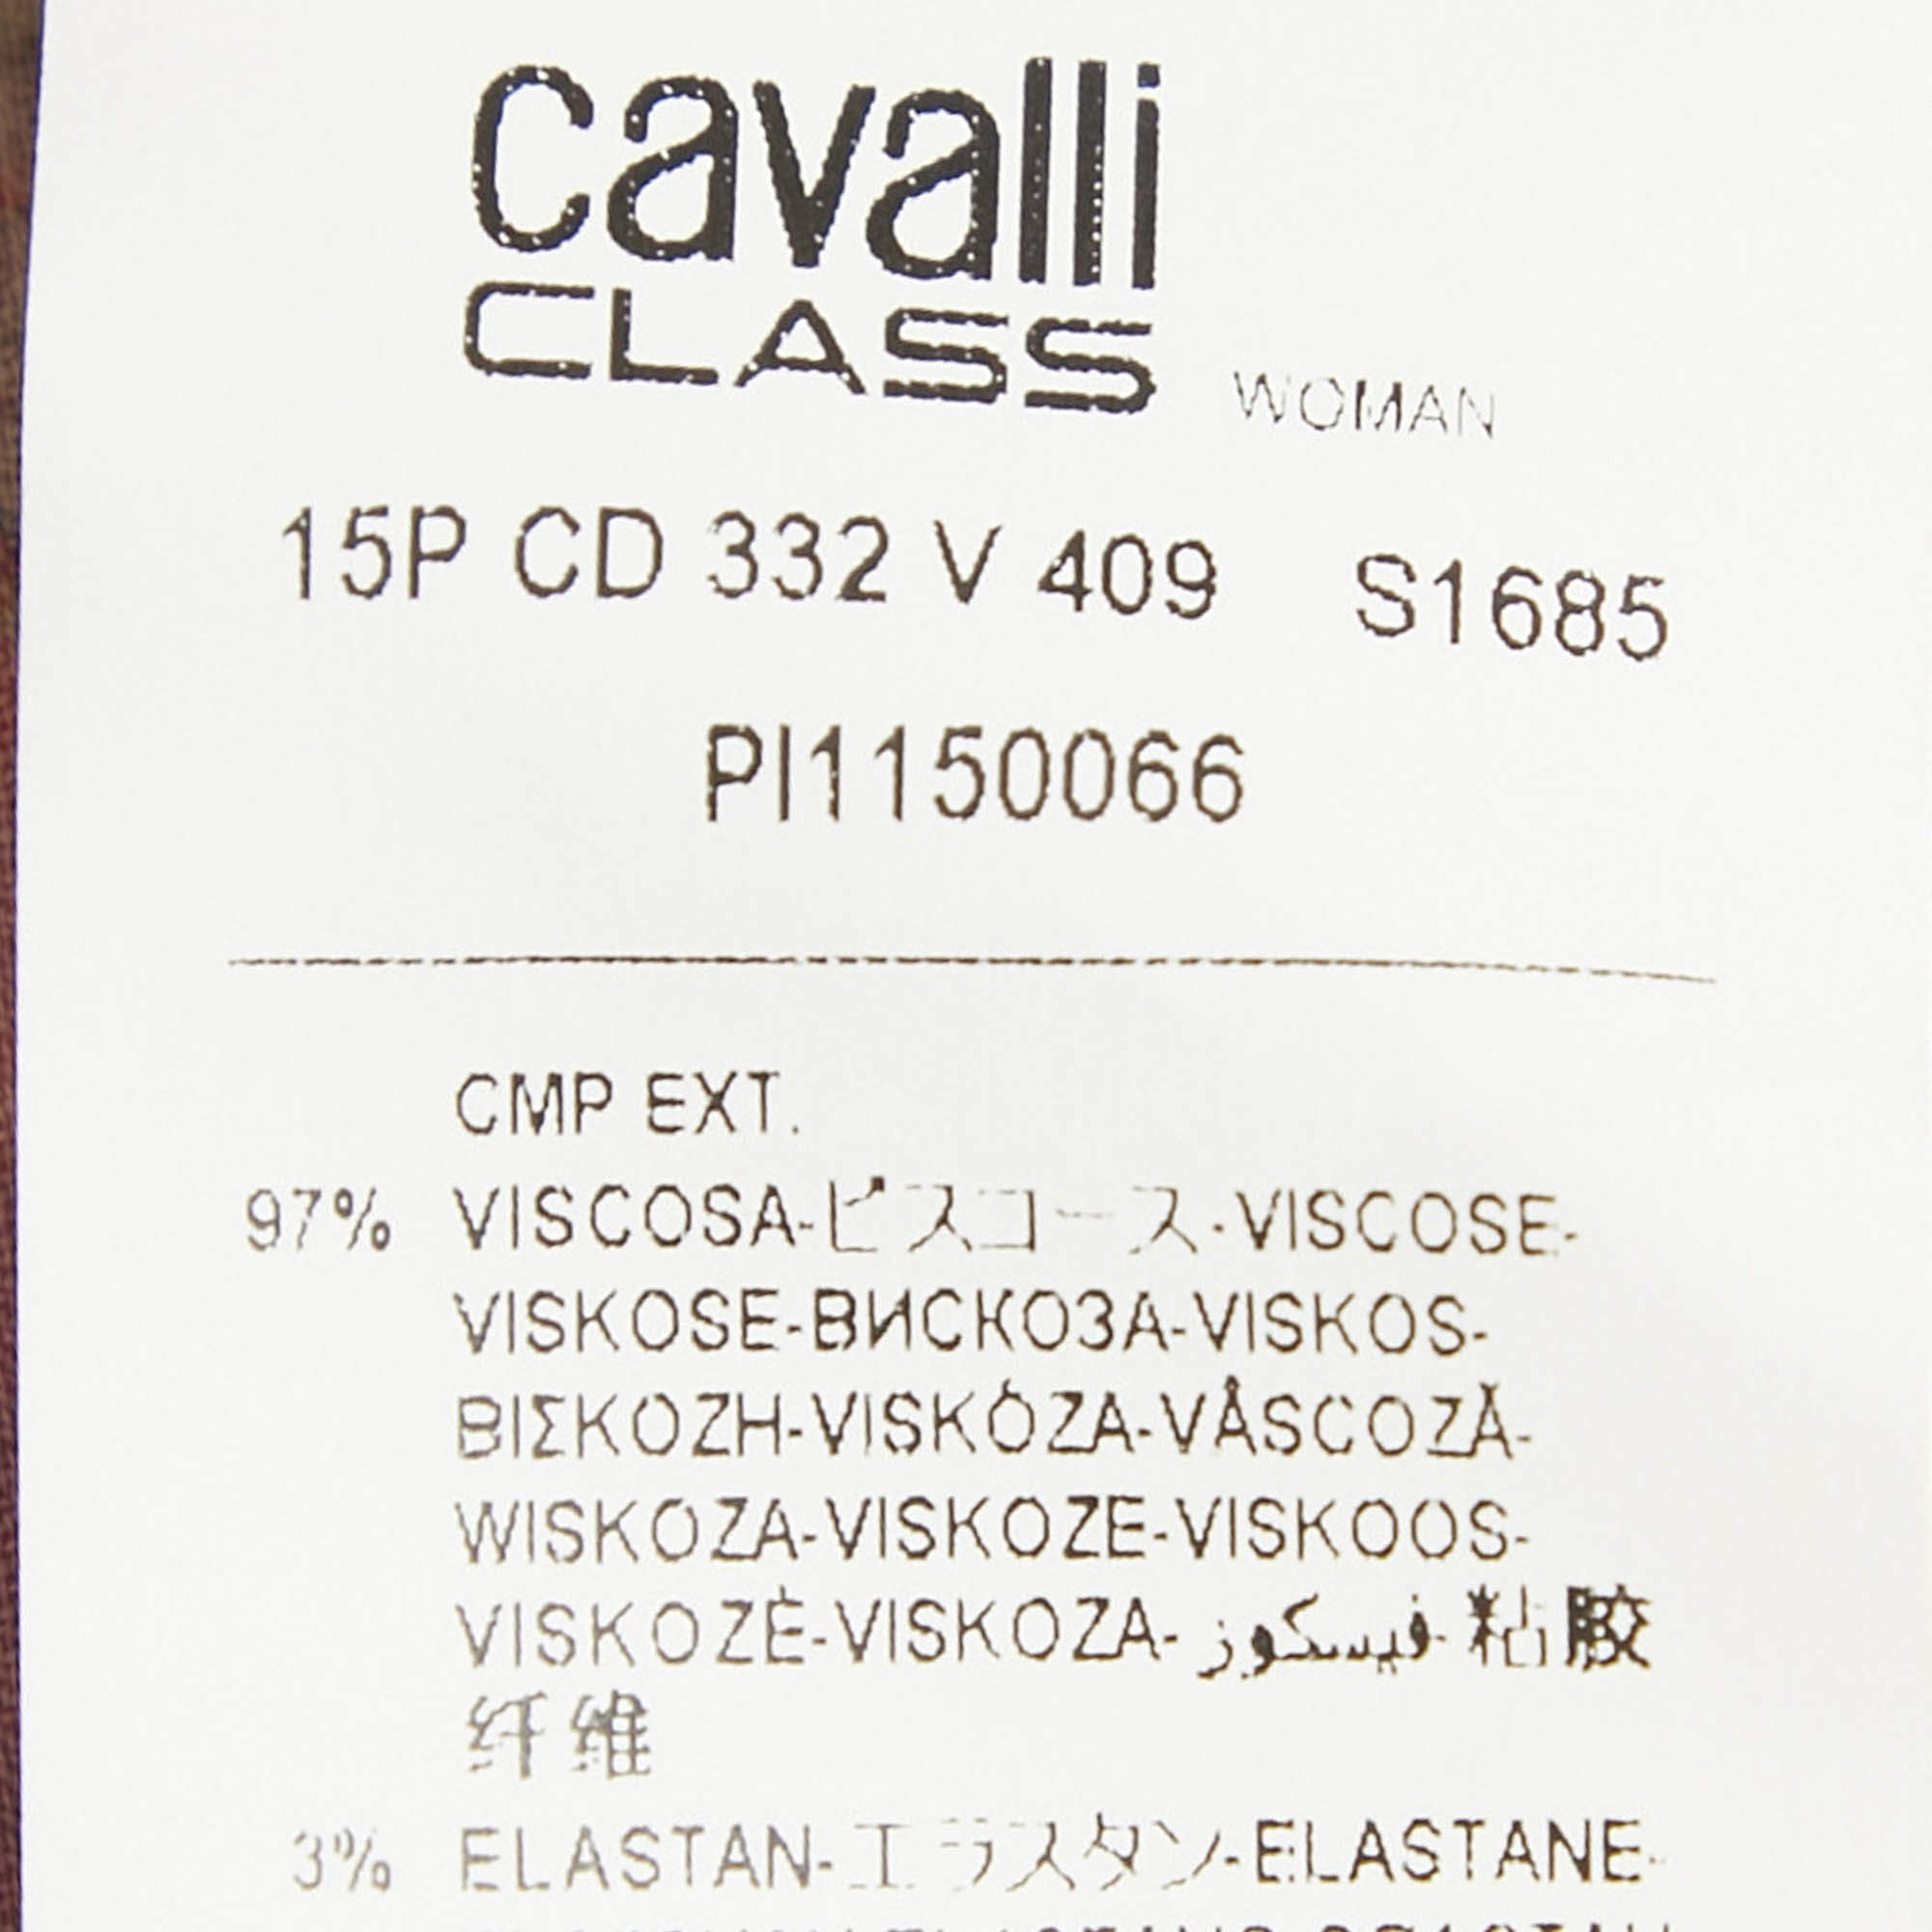 cavalli
CLASS WOMAN
15P CD 332 V 409 S1685
PI1150066
CMP EXT.
97% VISCOSA-ビスコース-VISCOSE-
VISKOSE-ВИСКОЗА-VISKOS-
ΒΙΣΚΟΖΗ-VISKÒZA-VÂSCOZÃ-
WISKOZA-VISKOZE-VISKOOS-
VISKOZĖ-VISKOZA-فيسكوز-粘胶
纤维
3% ELASTAN-エラスタン-ELASTANE-